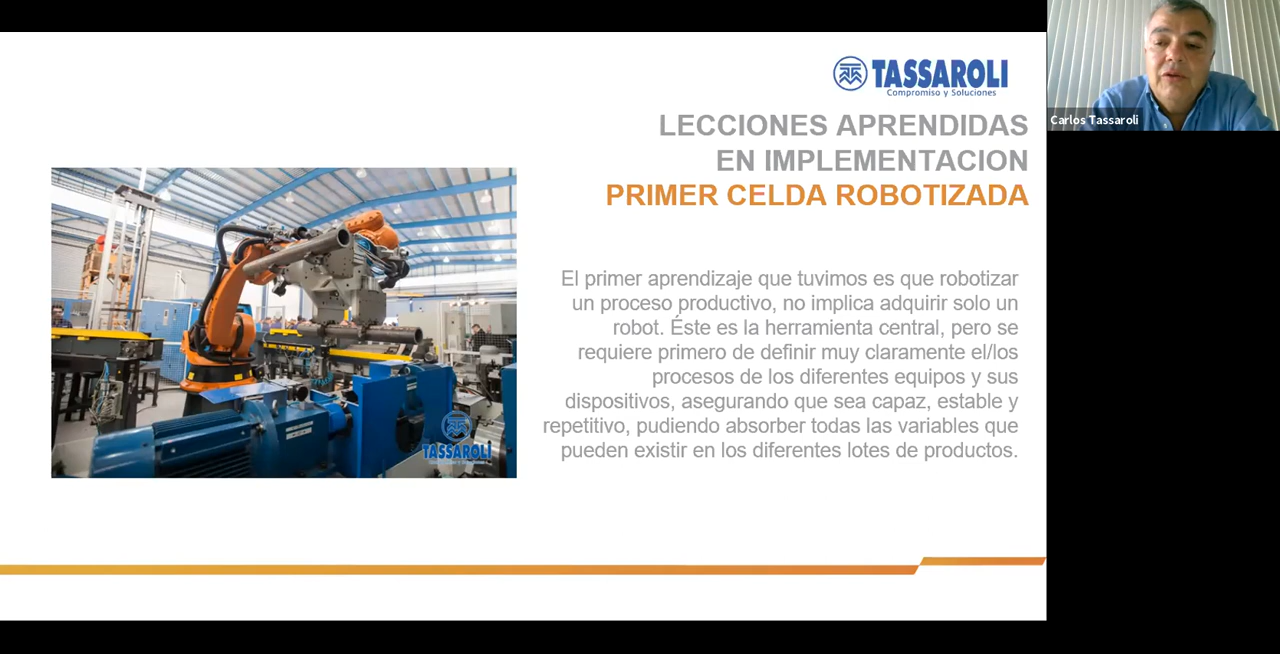 TASSAROLI
Compromiso y Soluciones
LECCIONES APRENDIDAS
EN IMPLEMENTACION
PRIMER CELDA ROBOTIZADA
El primer aprendizaje que tuvimos es que robotizar
un proceso productivo, no implica adquirir solo un
robot. Éste es la herramienta central, pero se
requiere primero de definir muy claramente el/los
procesos de los diferentes equipos y sus
dispositivos, asegurando que sea capaz, estable y
repetitivo, pudiendo absorber todas las variables que
pueden existir en los diferentes lotes de productos.
TASSAROLI
Carlos Tassaroli